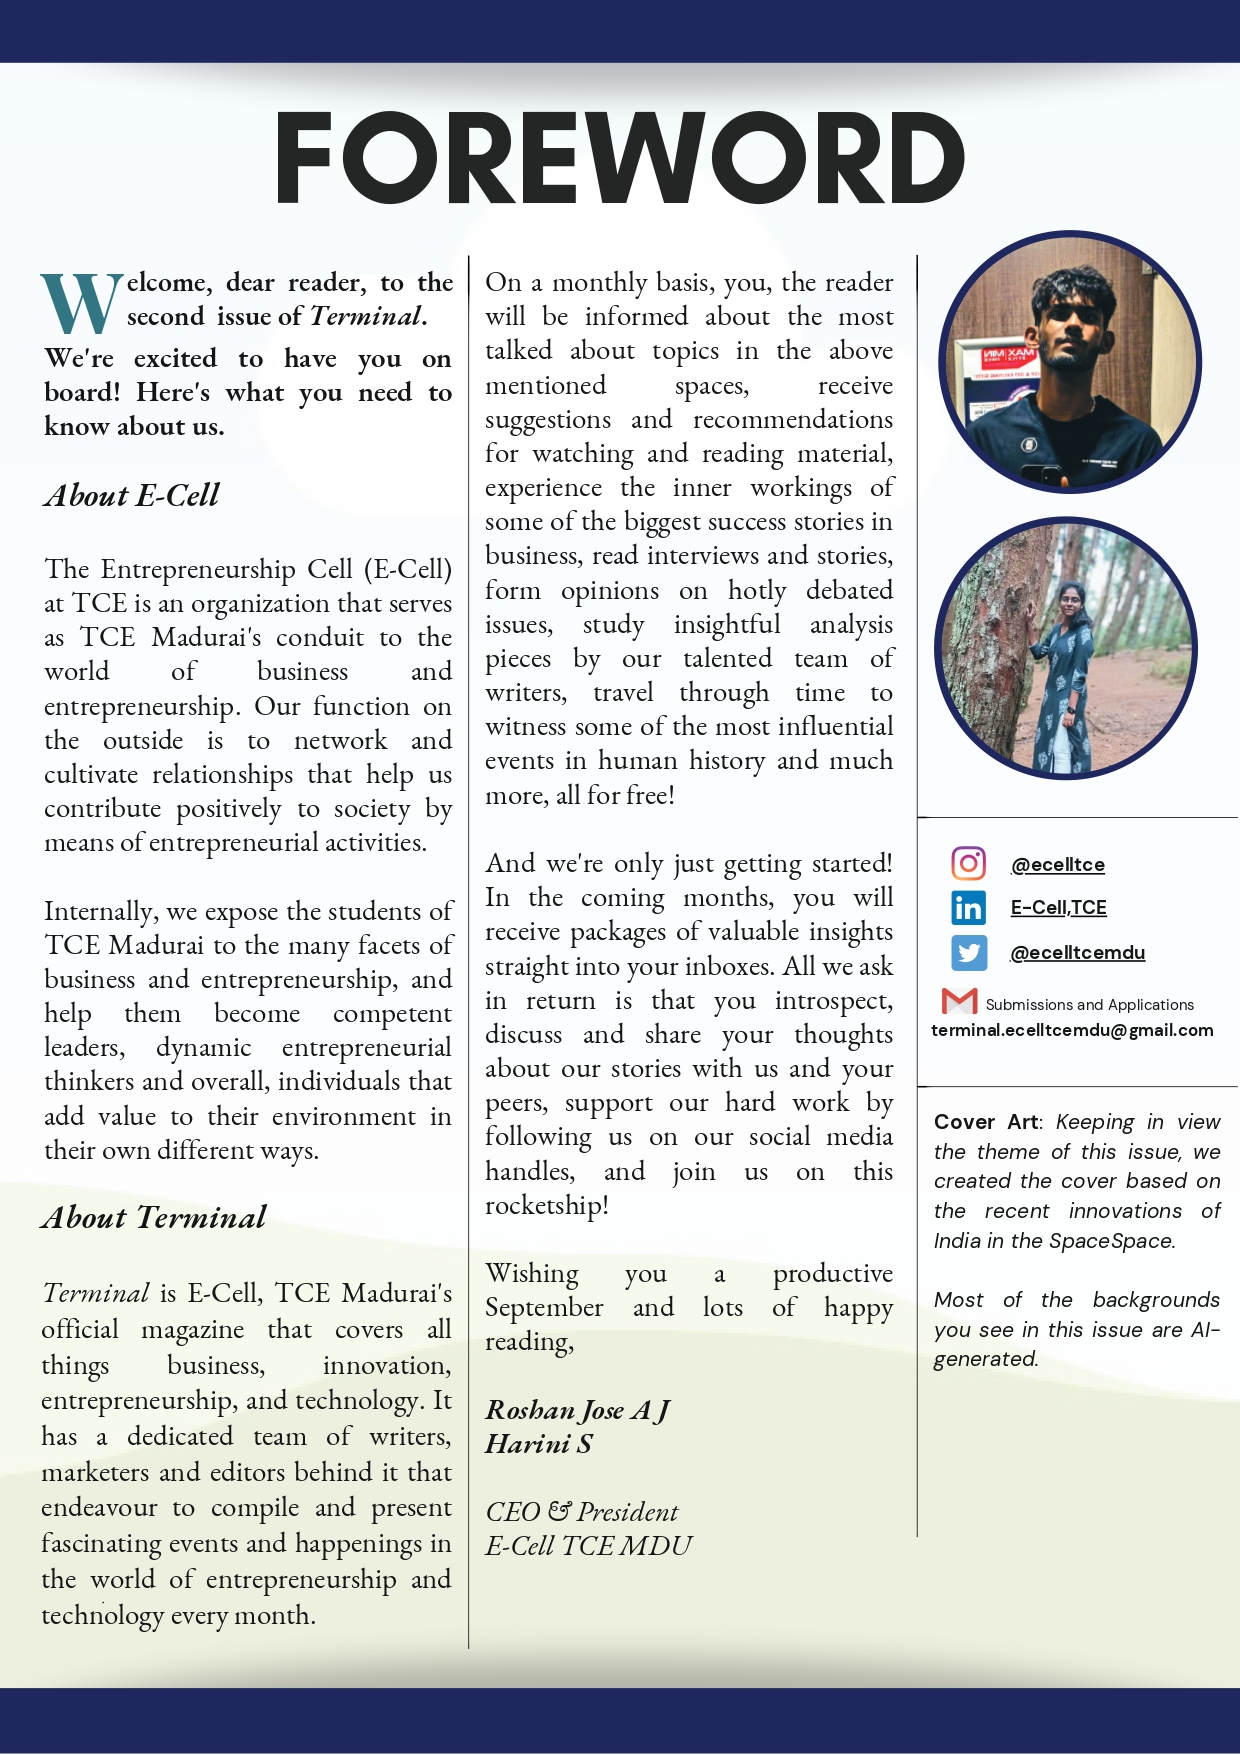 FOREWORD
Welcome, dear reader, to the
second issue of Terminal.
We're excited to have you on
board! Here's what you need to
know about us.
About E-Cell
The Entrepreneurship Cell (E-Cell)
at TCE is an organization that serves
as TCE Madurai's conduit to the
world of business and
entrepreneurship. Our function on
the outside is to network and
cultivate relationships that help us
contribute positively to society by
means of entrepreneurial activities.
Internally, we expose the students of
TCE Madurai to the many facets of
business and entrepreneurship, and
help them become competent
leaders, dynamic entrepreneurial
thinkers and overall, individuals that
add value to their environment in
their own different ways.
About Terminal
Terminal is E-Cell, TCE Madurai's
official magazine that covers all
things business, innovation,
entrepreneurship, and technology. It
has a dedicated team of writers,
marketers and editors behind it that
endeavour to compile and present
fascinating events and happenings in
the world of entrepreneurship and
technology every month.
On a monthly basis, you, the reader
will be informed about the most
talked about topics in the above
mentioned spaces, receive
suggestions and recommendations
for watching and reading material,
experience the inner workings of
some of the biggest success stories in
business, read interviews and stories,
form opinions on hotly debated
issues, study insightful analysis
pieces by our talented team of
writers, travel through time to
witness some of the most influential
events in human history and much
more, all for free!
And we're only just getting started!
In the coming months, you will
receive packages of valuable insights
straight into your inboxes. All we ask
in return is that you introspect,
discuss and share your thoughts
about our stories with us and your
peers, support our hard work by
following us on our social media
handles, and join us on this
rocketship!
Wishing you a productive
September and lots of happy
reading,
Roshan Jose A J
Harini S
CEO & President
E-Cell TCE MDU
@ecelltce
E-Cell,TCE
@ecelltcemdu
Submissions and Applications
terminal.ecelltcemdu@gmail.com
Cover Art: Keeping in view
the theme of this issue, we
created the cover based on
the recent innovations of
India in the SpaceSpace.
Most of the backgrounds
you see in this issue are AI-
generated.